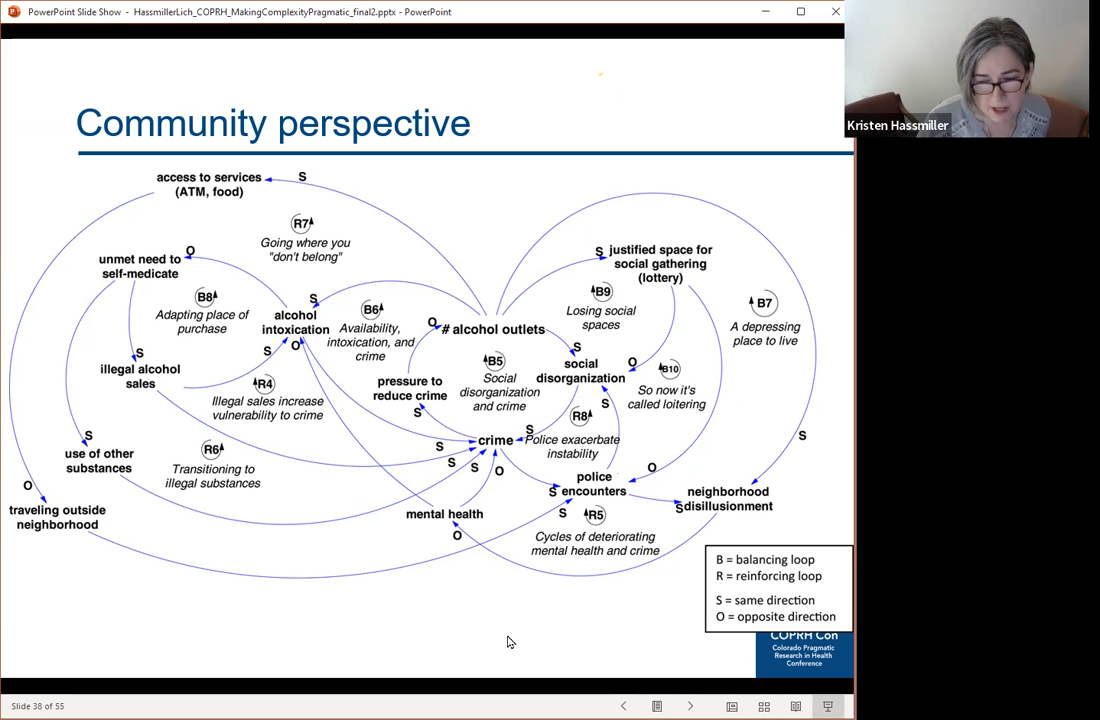 PowerPoint Slide Show - HassmillerLich_COPRH_MakingComplexityPragmatic_final2.pptx - PowerPoint
Kristen Hassmiller
Community perspective
access to services
(ATM, food)
S
R7
Going where you
"don't belong"
O
unmet need to
self-medicate
B8
Adapting place of
purchase
S
alcohol
intoxication
O
B6
Availability,
intoxication, and
crime
O
# alcohol outlets
S
justified space for
social gathering
(lottery)
B9
Losing social
spaces
B7
A depressing
place to live
S
illegal alcohol
sales
S
R4
Illegal sales increase
vulnerability to crime
pressure to
reduce crime
S
B5
Social
disorganization
and crime
S
social
disorganization
O
B10
So now it's
called loitering
S
R8
Police exacerbate
instability
S
crime
S
S
S
S
O
S
use of other
substances
R6
Transitioning to
illegal substances
O
traveling outside
neighborhood
mental health
O
police
encounters
S
S
O
S
S
neighborhood
disillusionment
R5
Cycles of deteriorating
mental health and crime
B = balancing loop
R = reinforcing loop
S = same direction
O = opposite direction
COPRH Con
Colorado Pragmatic
Research in Health
Conference
Slide 38 of 55